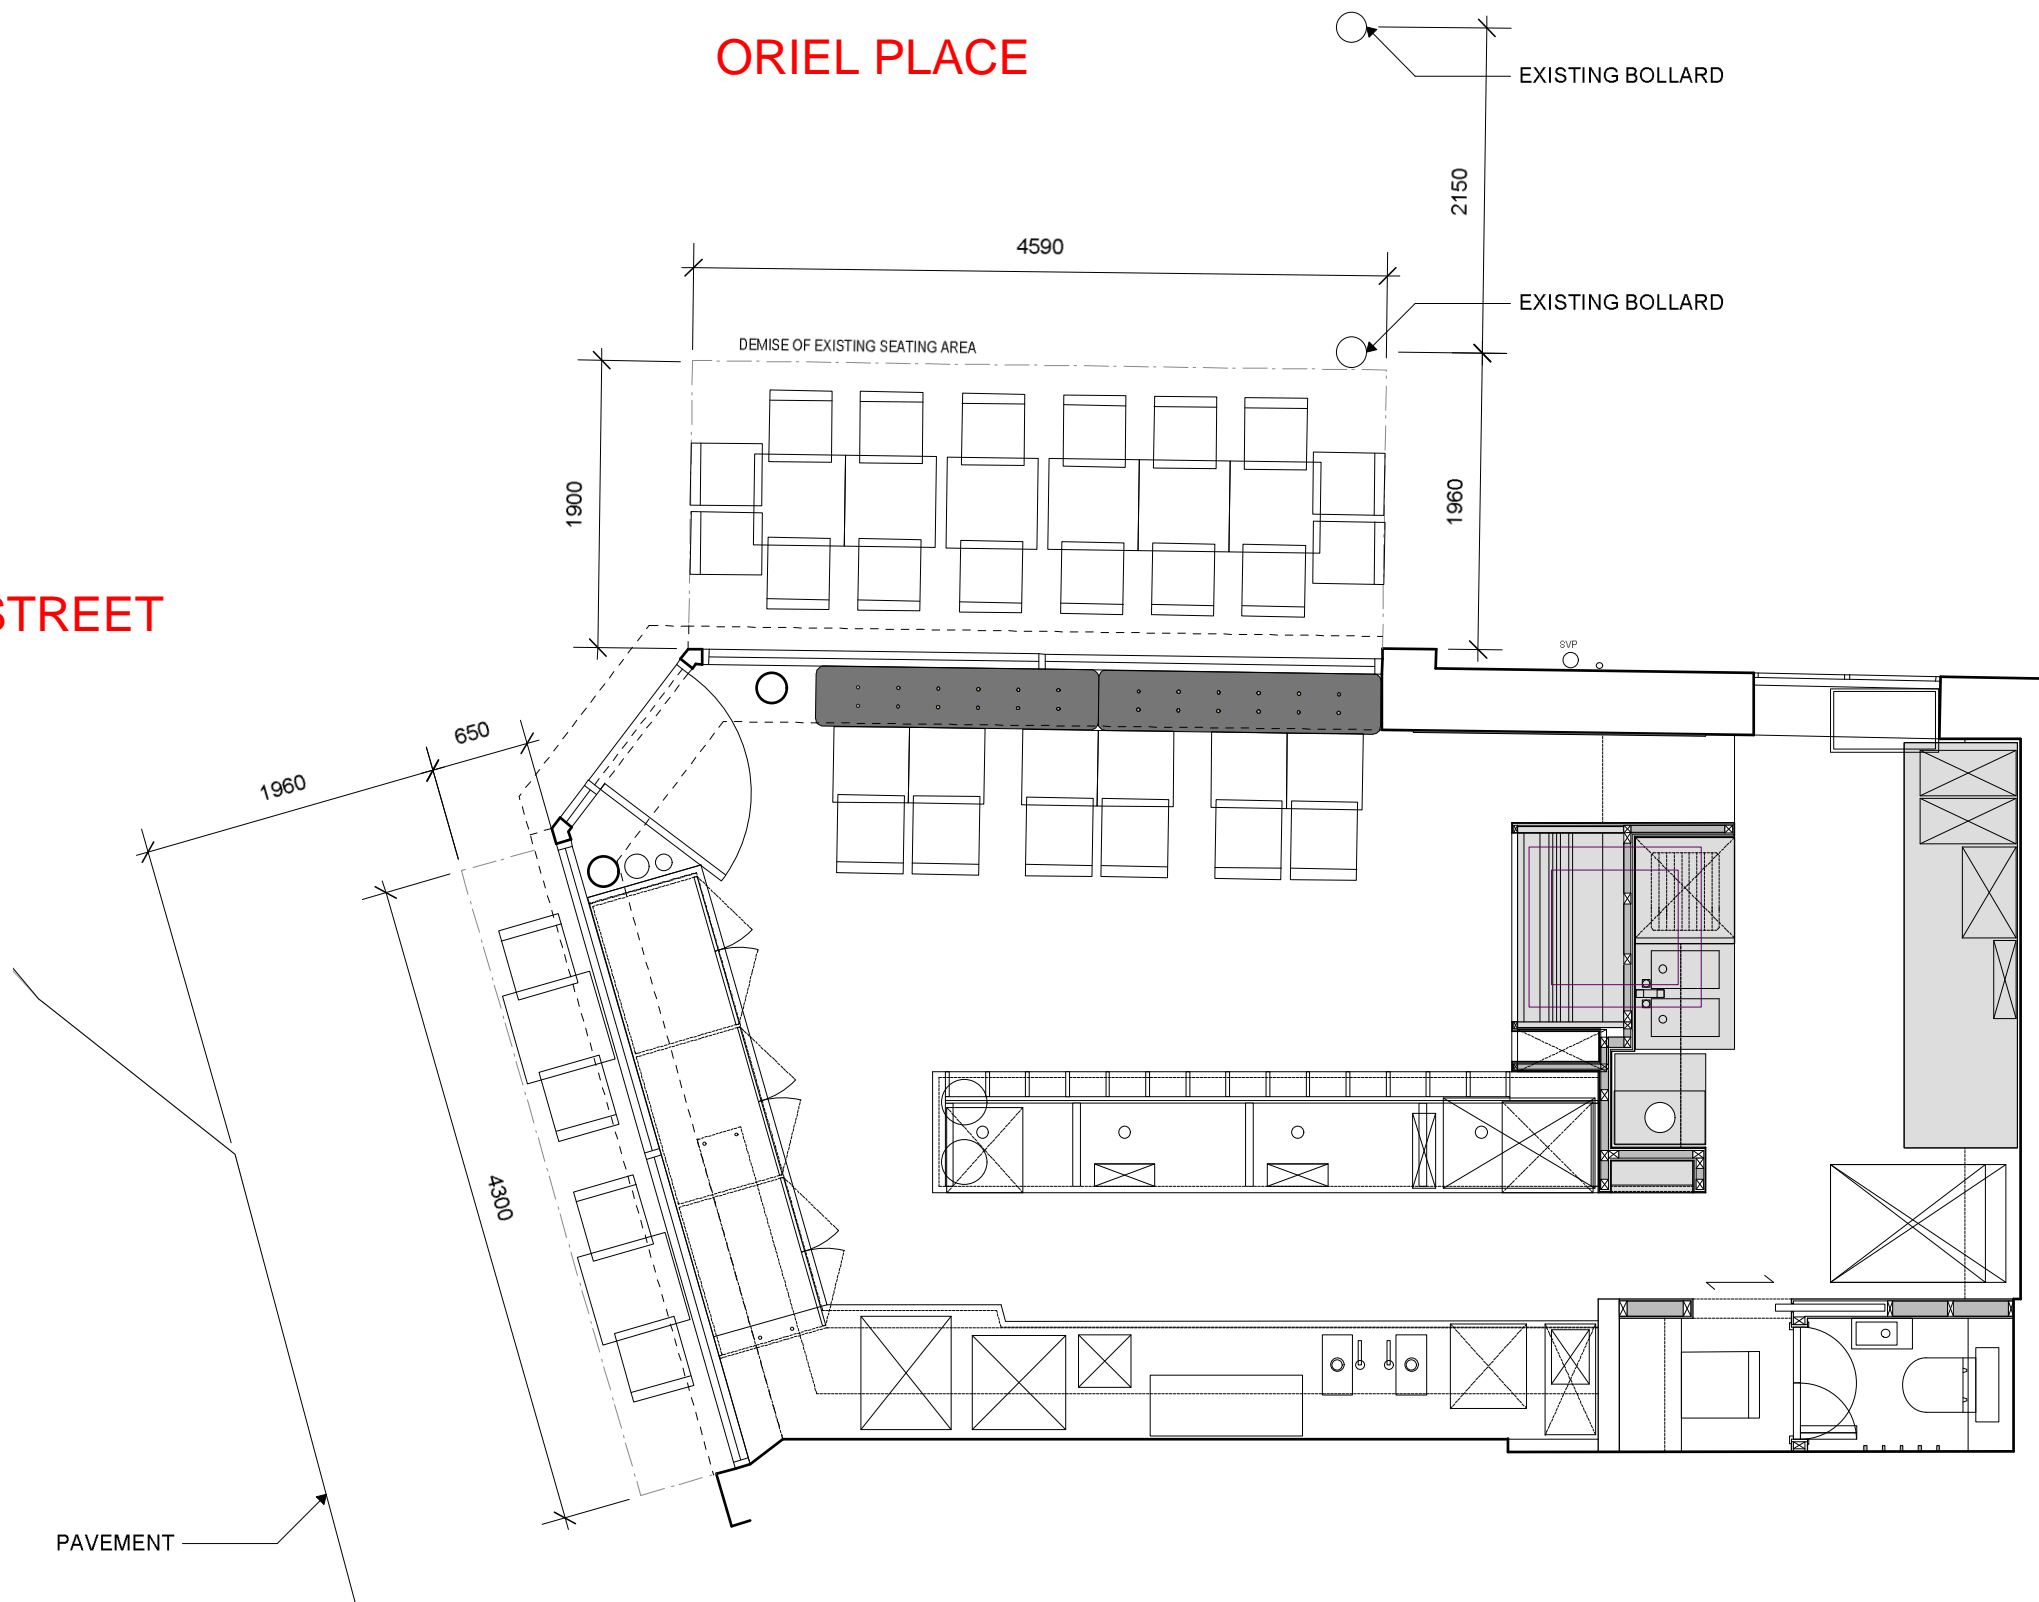 ORIEL PLACE
EXISTING BOLLARD
2150
4590
EXISTING BOLLARD
DEMISE OF EXISTING SEATING AREA
1900
1960
STREET
SVP
650
1960
4300
PAVEMENT